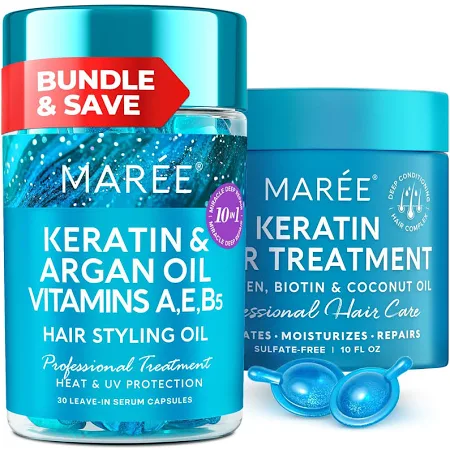 BUNDLE
& SAVE
MARÉE®
10 in 1
MIRACLE DEEP
KERATIN &
ARGAN OIL
VITAMINS A,E,B5
HAIR STYLING OIL
Professional Treatment
HEAT & UV PROTECTION
30 LEAVE-IN SERUM CAPSULES
MARÉE®
DEEP CONDITIONING
HAIR COMPLEX
KERATIN
R TREATMENT
EN, BIOTIN & COCONUT OIL
essional Hair Care
ATES • MOISTURIZES • REPAIRS
SULFATE-FREE | 10 FL OZ